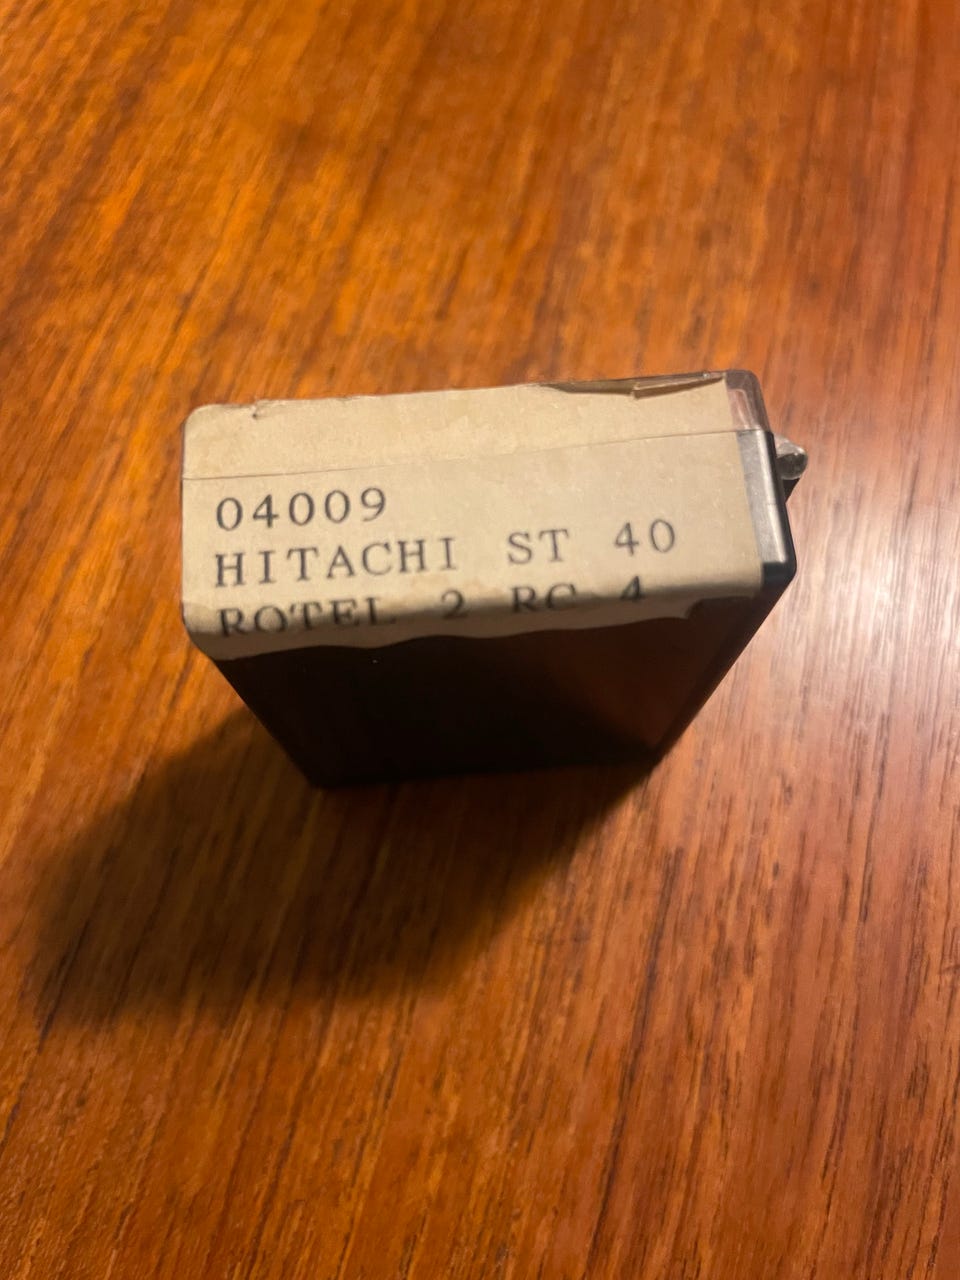 04009
HITACHI ST 40
ROTEL 2 RC 4